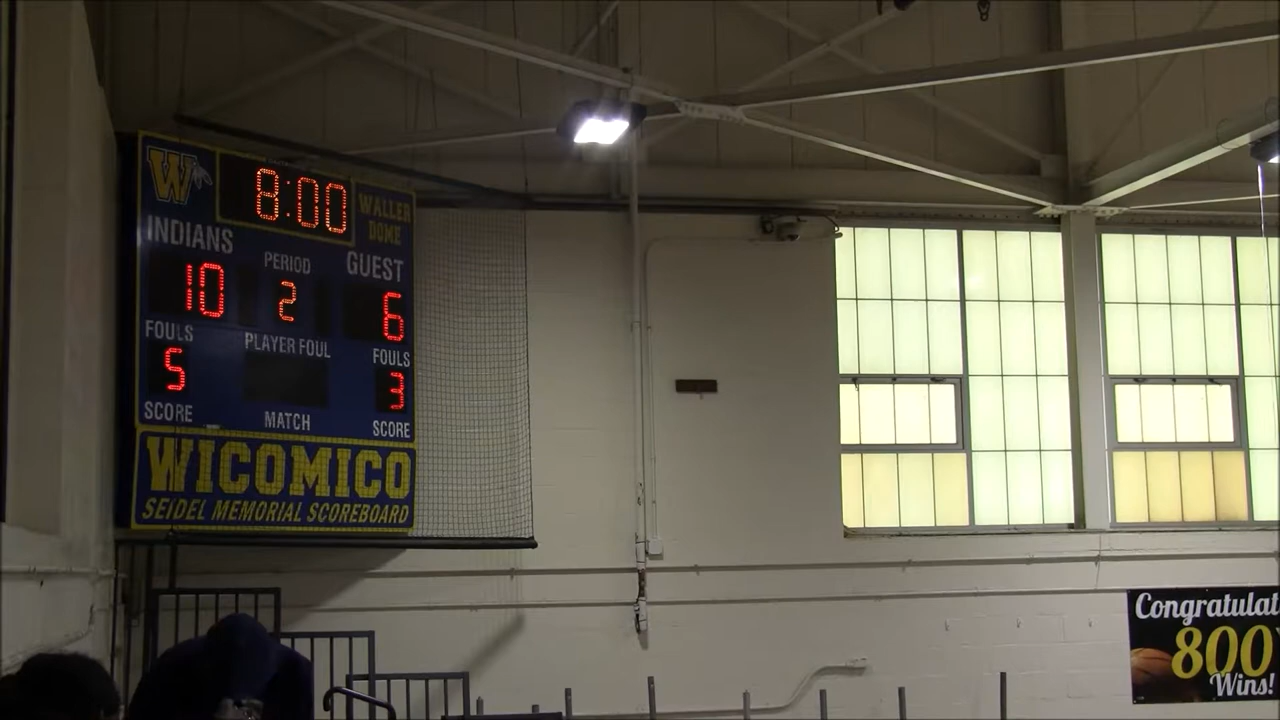 W
8:00
WALLER
DOME
INDIANS
PERIOD
GUEST
10
2
6
FOULS
PLAYER FOUL
FOULS
5
3
SCORE
MATCH
SCORE
WICOMICO
SEIDEL MEMORIAL SCOREBOARD
Congratulat
800
Wins!